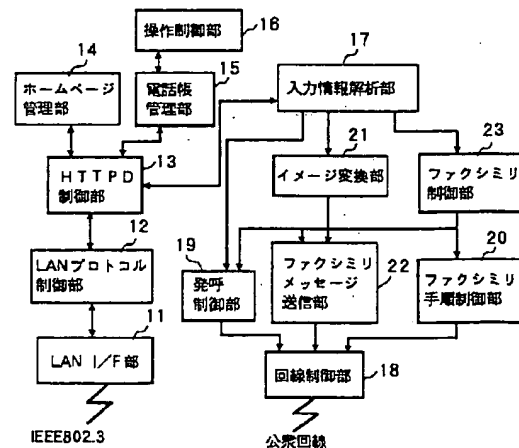 操作制御部
16
14
17
ホームページ
管理部
電話帳
管理部
15
入力情報解析部
21
23
HTTPD
制御部
13
イメージ変換部
ファクシミリ
制御部
12
LANプロトコル
制御部
19
発呼
制御部
ファクシミリ
メッセージ
送信部
22
20
ファクシミリ
手順制御部
11
LAN I/F部
回線制御部
18
IEEE802.3
公衆回線